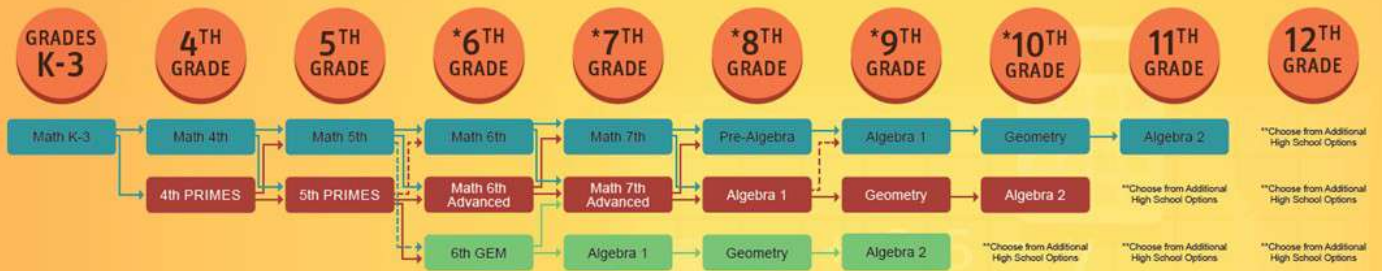 GRADES
K-3
4TH
GRADE
5TH
GRADE
*6TH
GRADE
*7TH
GRADE
*8TH
GRADE
*9TH
GRADE
*10TH
GRADE
11TH
GRADE
12TH
GRADE
Math K-3
Math 4th
Math 5th
Math 6th
Math 7th
Pre-Algebra
Algebra 1
Geometry
Algebra 2
**Choose from Additional
High School Options
4th PRIMES
5th PRIMES
Math 6th
Advanced
Math 7th
Advanced
Algebra 1
Geometry
Algebra 2
**Choose from Additional
High School Options
**Choose from Additional
High School Options
6th GEM
Algebra 1
Geometry
Algebra 2
**Choose from Additional
High School Options
**Choose from Additional
High School Options
**Choose from Additional
High School Options